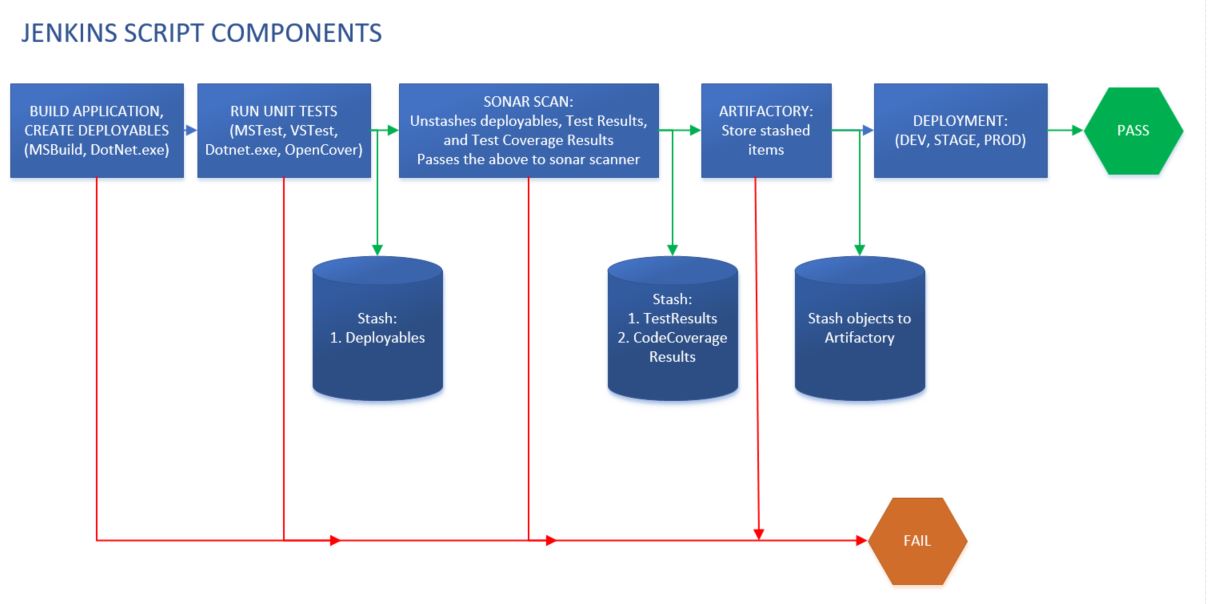 JENKINS SCRIPT COMPONENTS
BUILD APPLICATION,
CREATE DEPLOYABLES
(MSBuild, DotNet.exe)
RUN UNIT TESTS
(MSTest, VSTest,
Dotnet.exe, OpenCover)
SONAR SCAN:
Unstashes deployables, Test Results,
and Test Coverage Results
Passes the above to sonar scanner
ARTIFACTORY:
Store stashed
items
DEPLOYMENT:
(DEV, STAGE, PROD)
PASS
Stash:
1. Deployables
Stash:
1. TestResults
2. CodeCoverage
Results
Stash objects to
Artifactory
FAIL